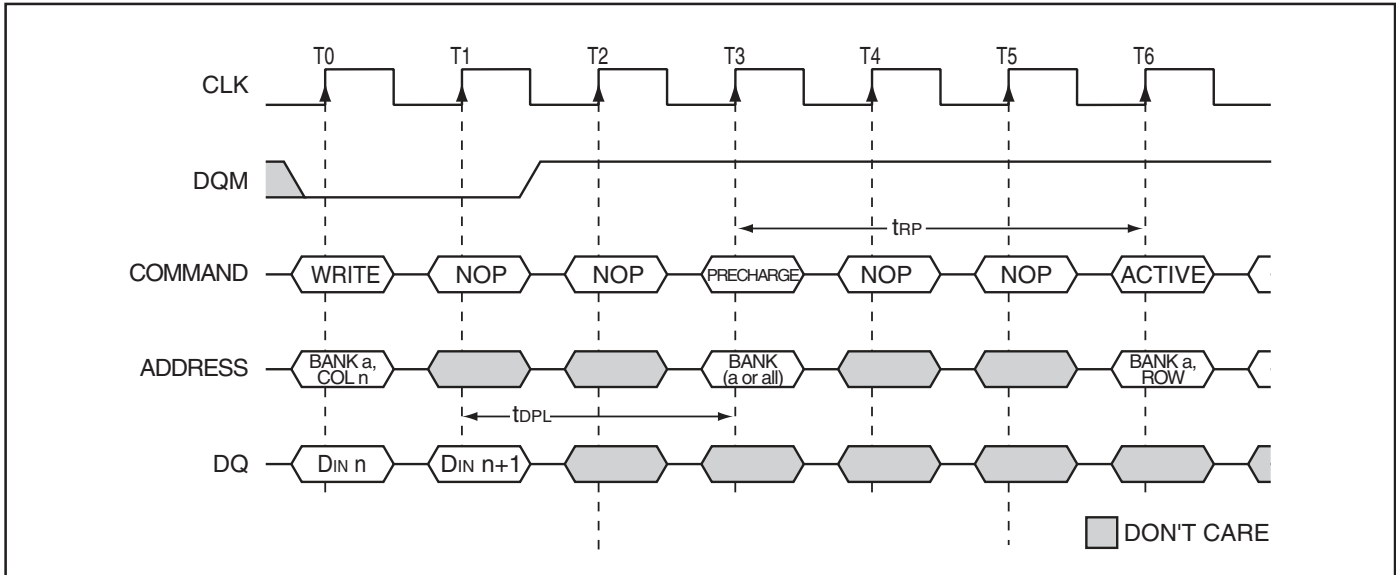 T0 T1 T2 T3 T4 T5 T6
CLK
DQM
tRP
COMMAND WRITE NOP NOP PRECHARGE NOP NOP ACTIVE
ADDRESS BANK a, COL n BANK (a or all) BANK a, ROW
tDPL
DQ DIN n DIN n+1
DON'T CARE